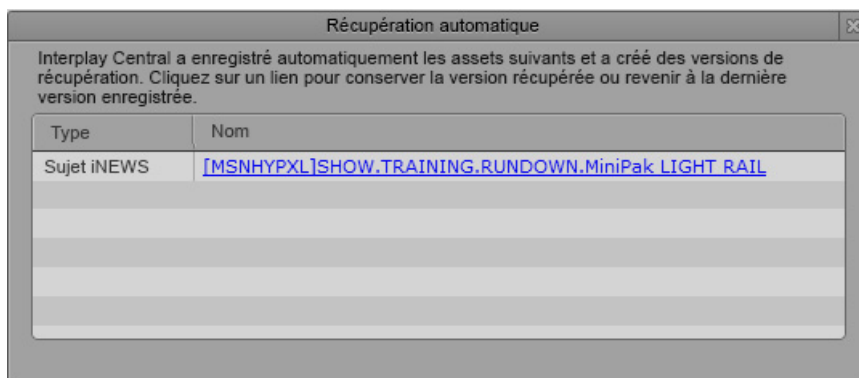 Récupération automatique
Interplay Central a enregistré automatiquement les assets suivants et a créé des versions de
récupération. Cliquez sur un lien pour conserver la version récupérée ou revenir à la dernière
version enregistrée.
Type Nom
Sujet iNEWS [MSNHYPXL]SHOW.TRAINING.RUNDOWN.MiniPak LIGHT RAIL